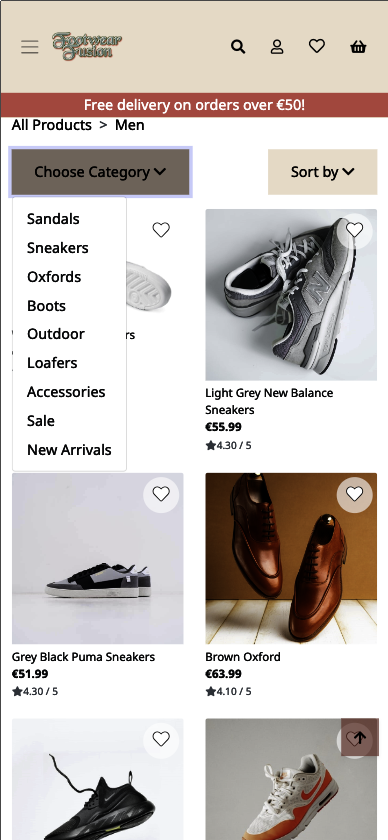 Footwear
Fusion
Free delivery on orders over €50!
All Products > Men
Choose Category
Sort by
Sandals
Sneakers
Oxfords
Boots
Outdoor
Loafers
Accessories
Sale
New Arrivals
Light Grey New Balance
Sneakers
€55.99
4.30 / 5
Grey Black Puma Sneakers
€51.99
4.30 / 5
Brown Oxford
€63.99
4.10 / 5